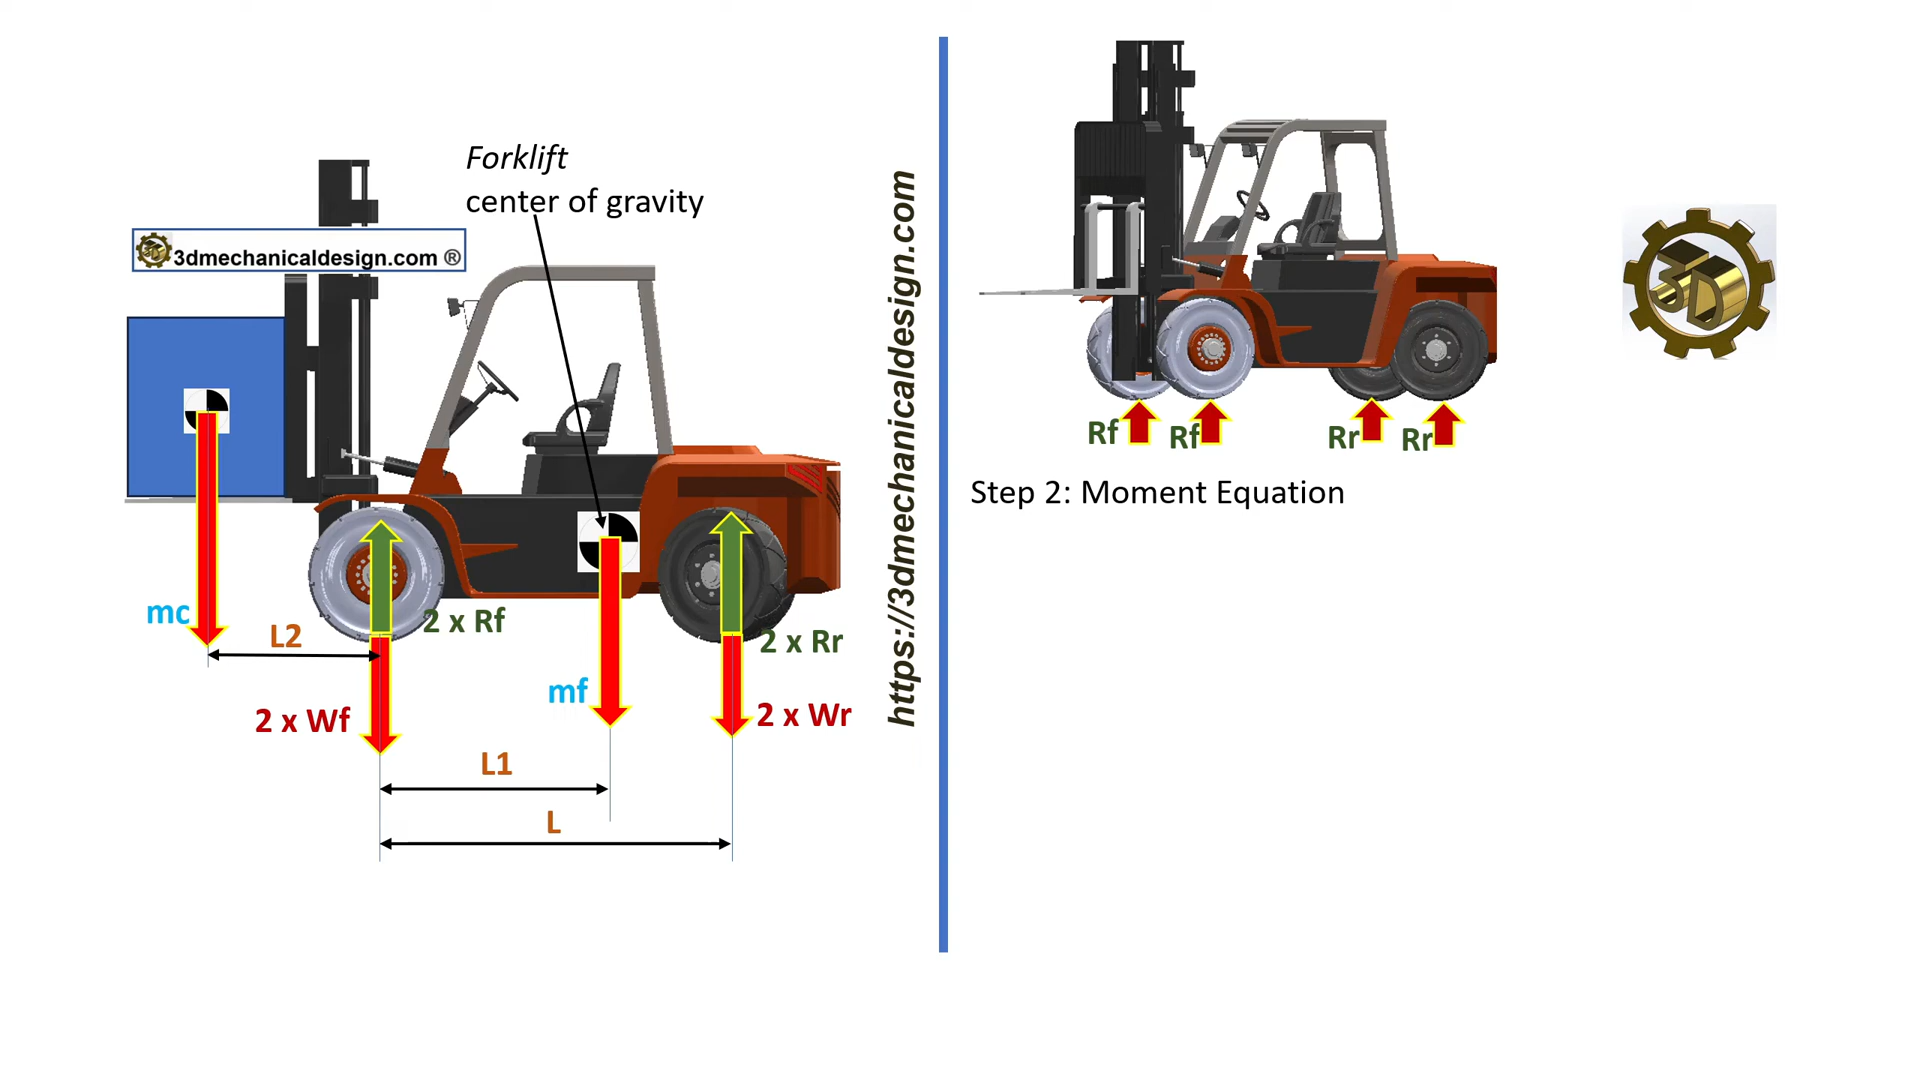 Forklift
center of gravity
3dmechanicaldesign.com ®
mc
L2
2 x Rf
2 x Rr
mf
2 x Wf
2 x Wr
L1
L
https://3dmechanicaldesign.com
Rf
Rf
Rr
Rr
Step 2: Moment Equation
3D